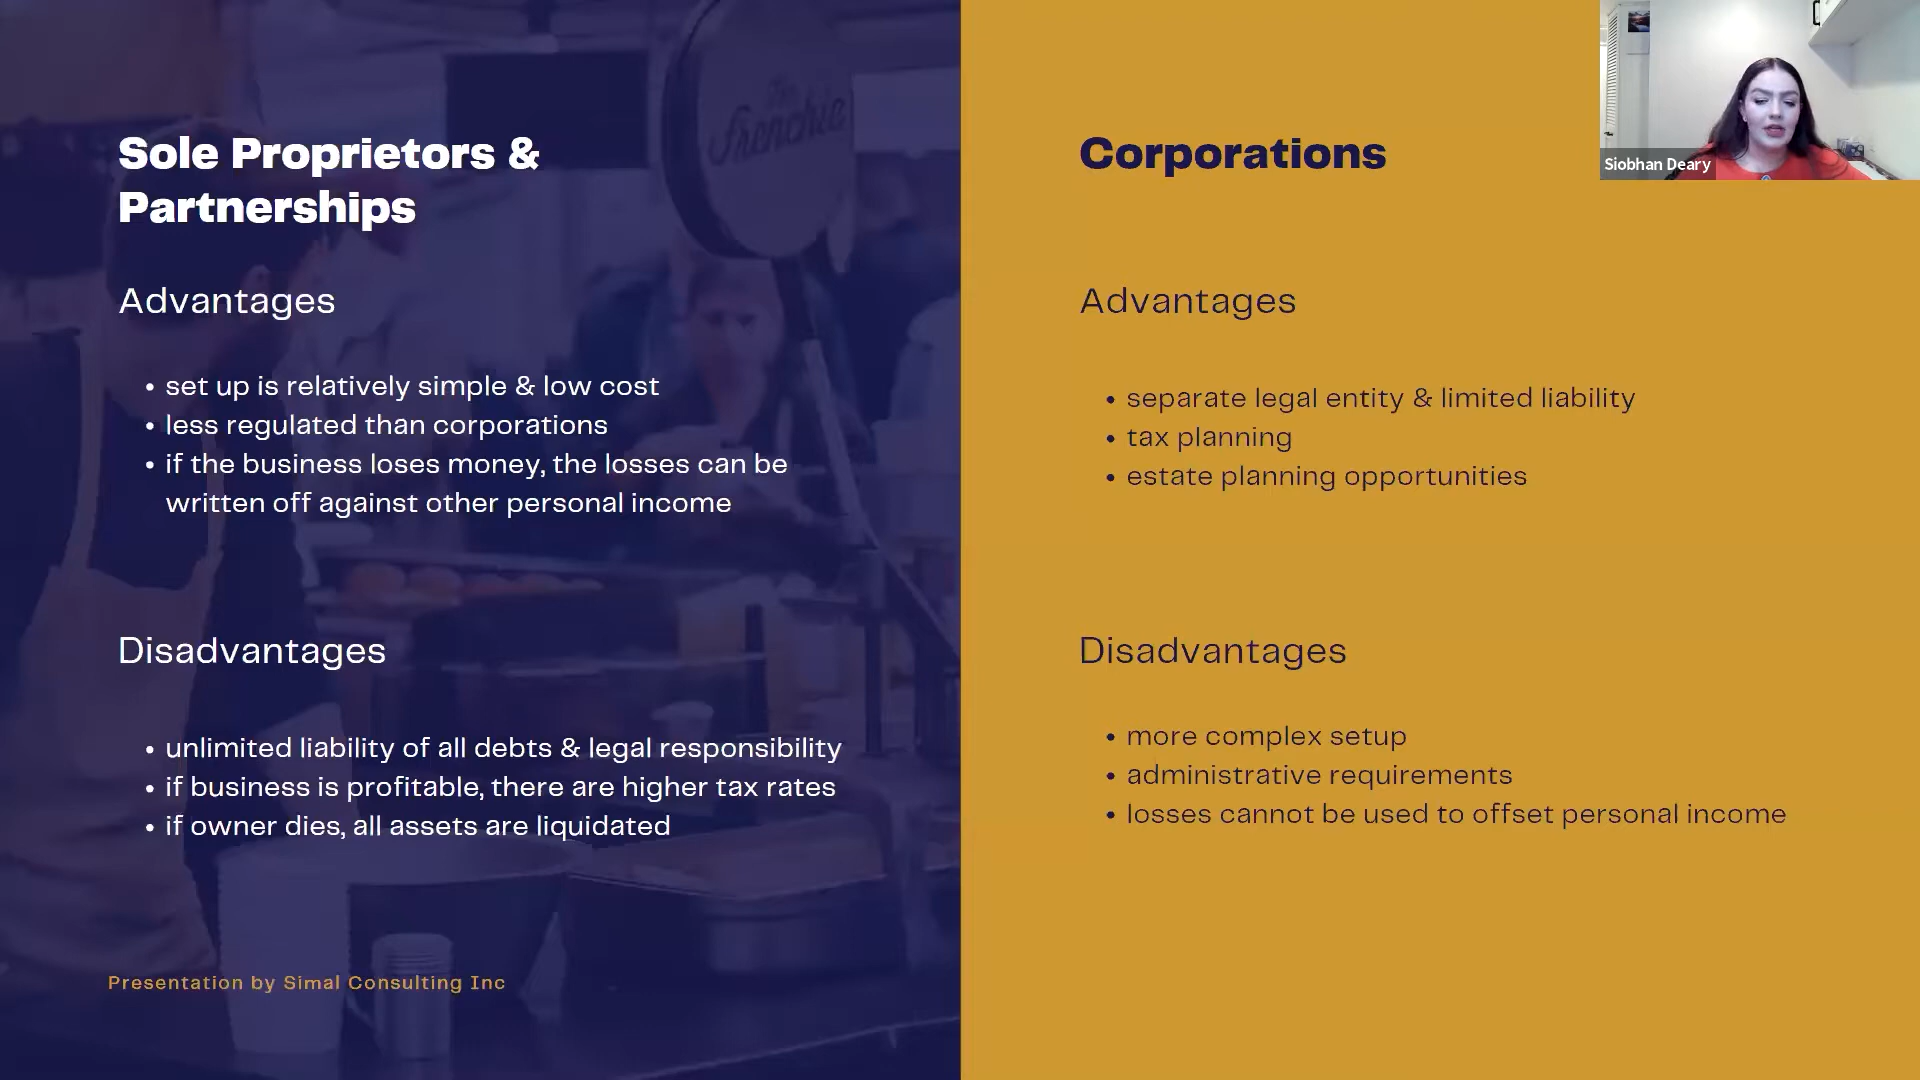 Sole Proprietors &
Partnerships
Advantages
• set up is relatively simple & low cost
• less regulated than corporations
• if the business loses money, the losses can be
written off against other personal income
Disadvantages
• unlimited liability of all debts & legal responsibility
• if business is profitable, there are higher tax rates
• if owner dies, all assets are liquidated
Presentation by Simal Consulting Inc
Frenchie
Corporations
Advantages
• separate legal entity & limited liability
• tax planning
• estate planning opportunities
Disadvantages
• more complex setup
• administrative requirements
• losses cannot be used to offset personal income
Siobhan Deary